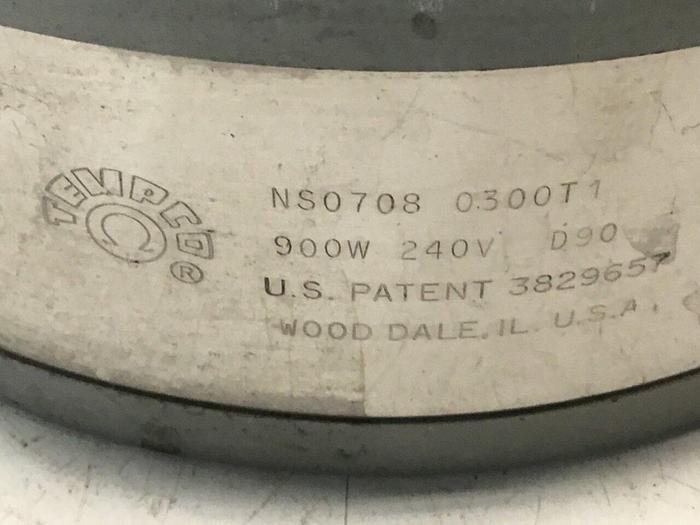 TEMPCO ®
NS0708 0300T1
900W 240V D90
U.S. PATENT 3829657
WOOD DALE, IL. U.S.A.